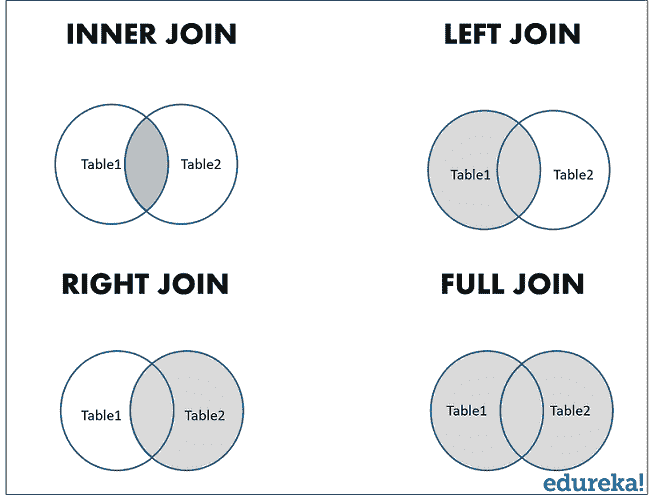 INNER JOIN
LEFT JOIN
Table1
Table2
Table1
Table2
RIGHT JOIN
FULL JOIN
Table1
Table2
Table1
Table2
edureka!